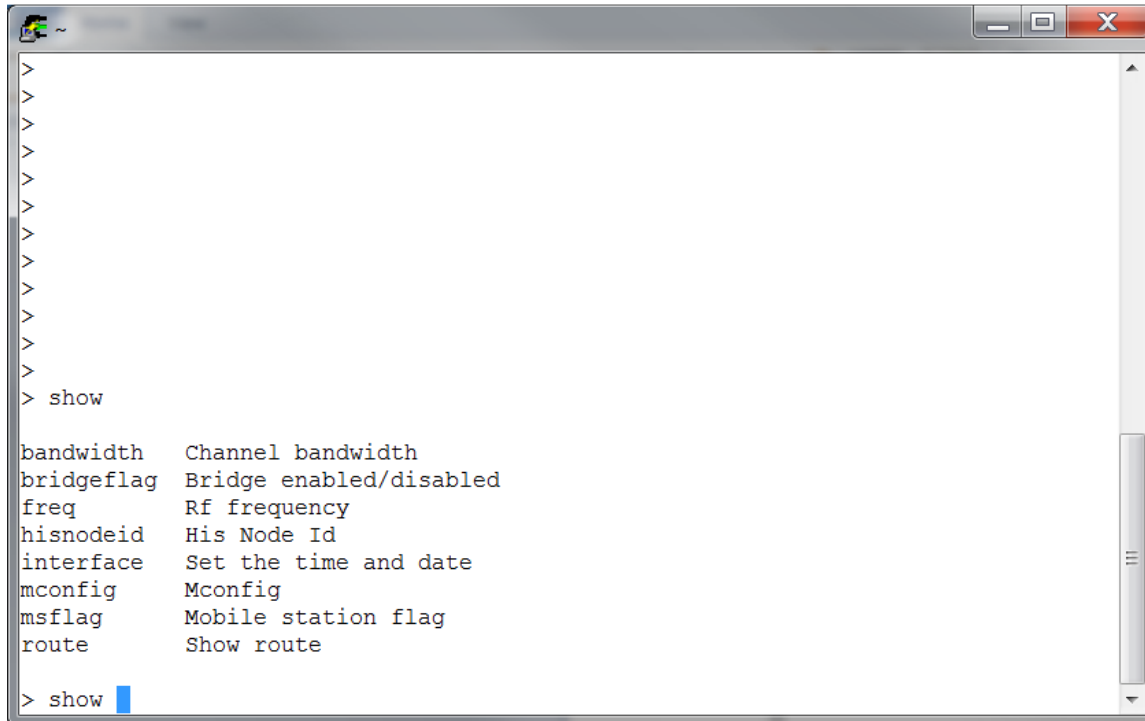 ~
>
>
>
>
>
>
>
>
>
>
>
>
> show
bandwidth   Channel bandwidth
bridgeflag  Bridge enabled/disabled
freq        Rf frequency
hisnodeid   His Node Id
interface   Set the time and date
mconfig     Mconfig
msflag      Mobile station flag
route       Show route
> show